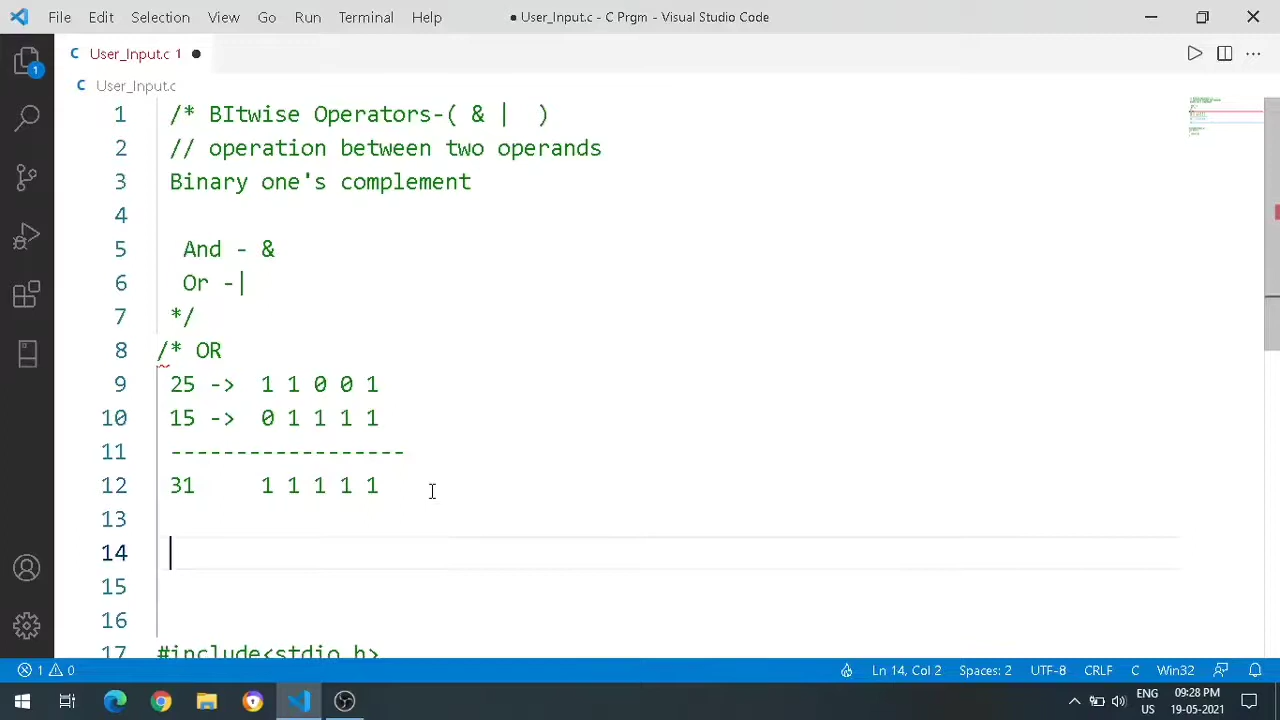 File Edit Selection View Go Run Terminal Help
● User_Input.c - C Prgm - Visual Studio Code
C User_Input.c 1 ●
C User_Input.c
1
1 /* BItwise Operators-( & | )
2 // operation between two operands
3 Binary one's complement
4
5 And - &
6 Or -|
7 */
8 /* OR
9 25 -> 1 1 0 0 1
10 15 -> 0 1 1 1 1
11 ------------------
12 31 1 1 1 1 1
13
14
15
16
17 #include<stdio.h>
1 0 Ln 14, Col 2 Spaces: 2 UTF-8 CRLF C Win32
ENG
US
09:28 PM
19-05-2021